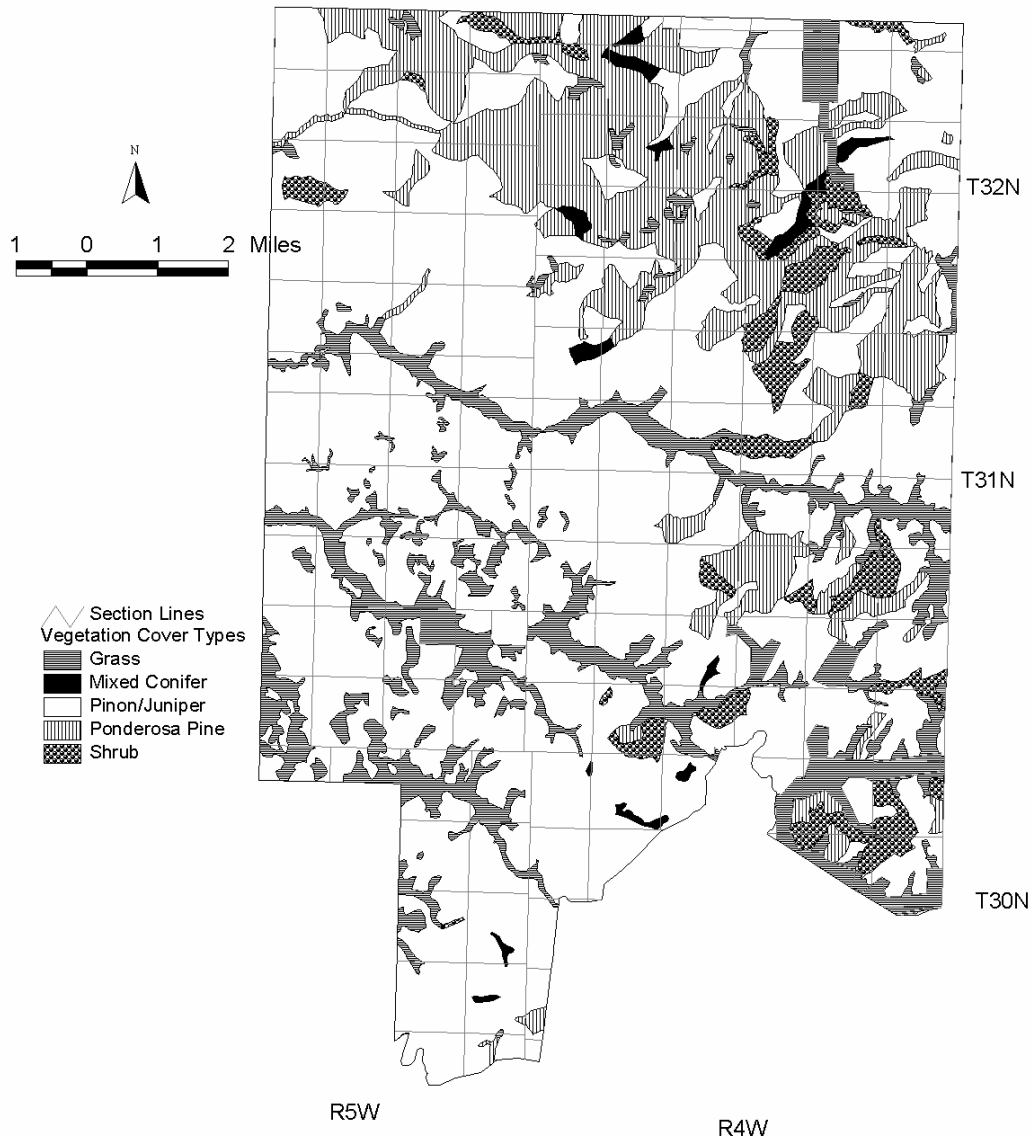 N
T32N
1 0 1 2 Miles
T31N
Section Lines
Vegetation Cover Types
Grass
Mixed Conifer
Pinon/Juniper
Ponderosa Pine
Shrub
T30N
R5W
R4W